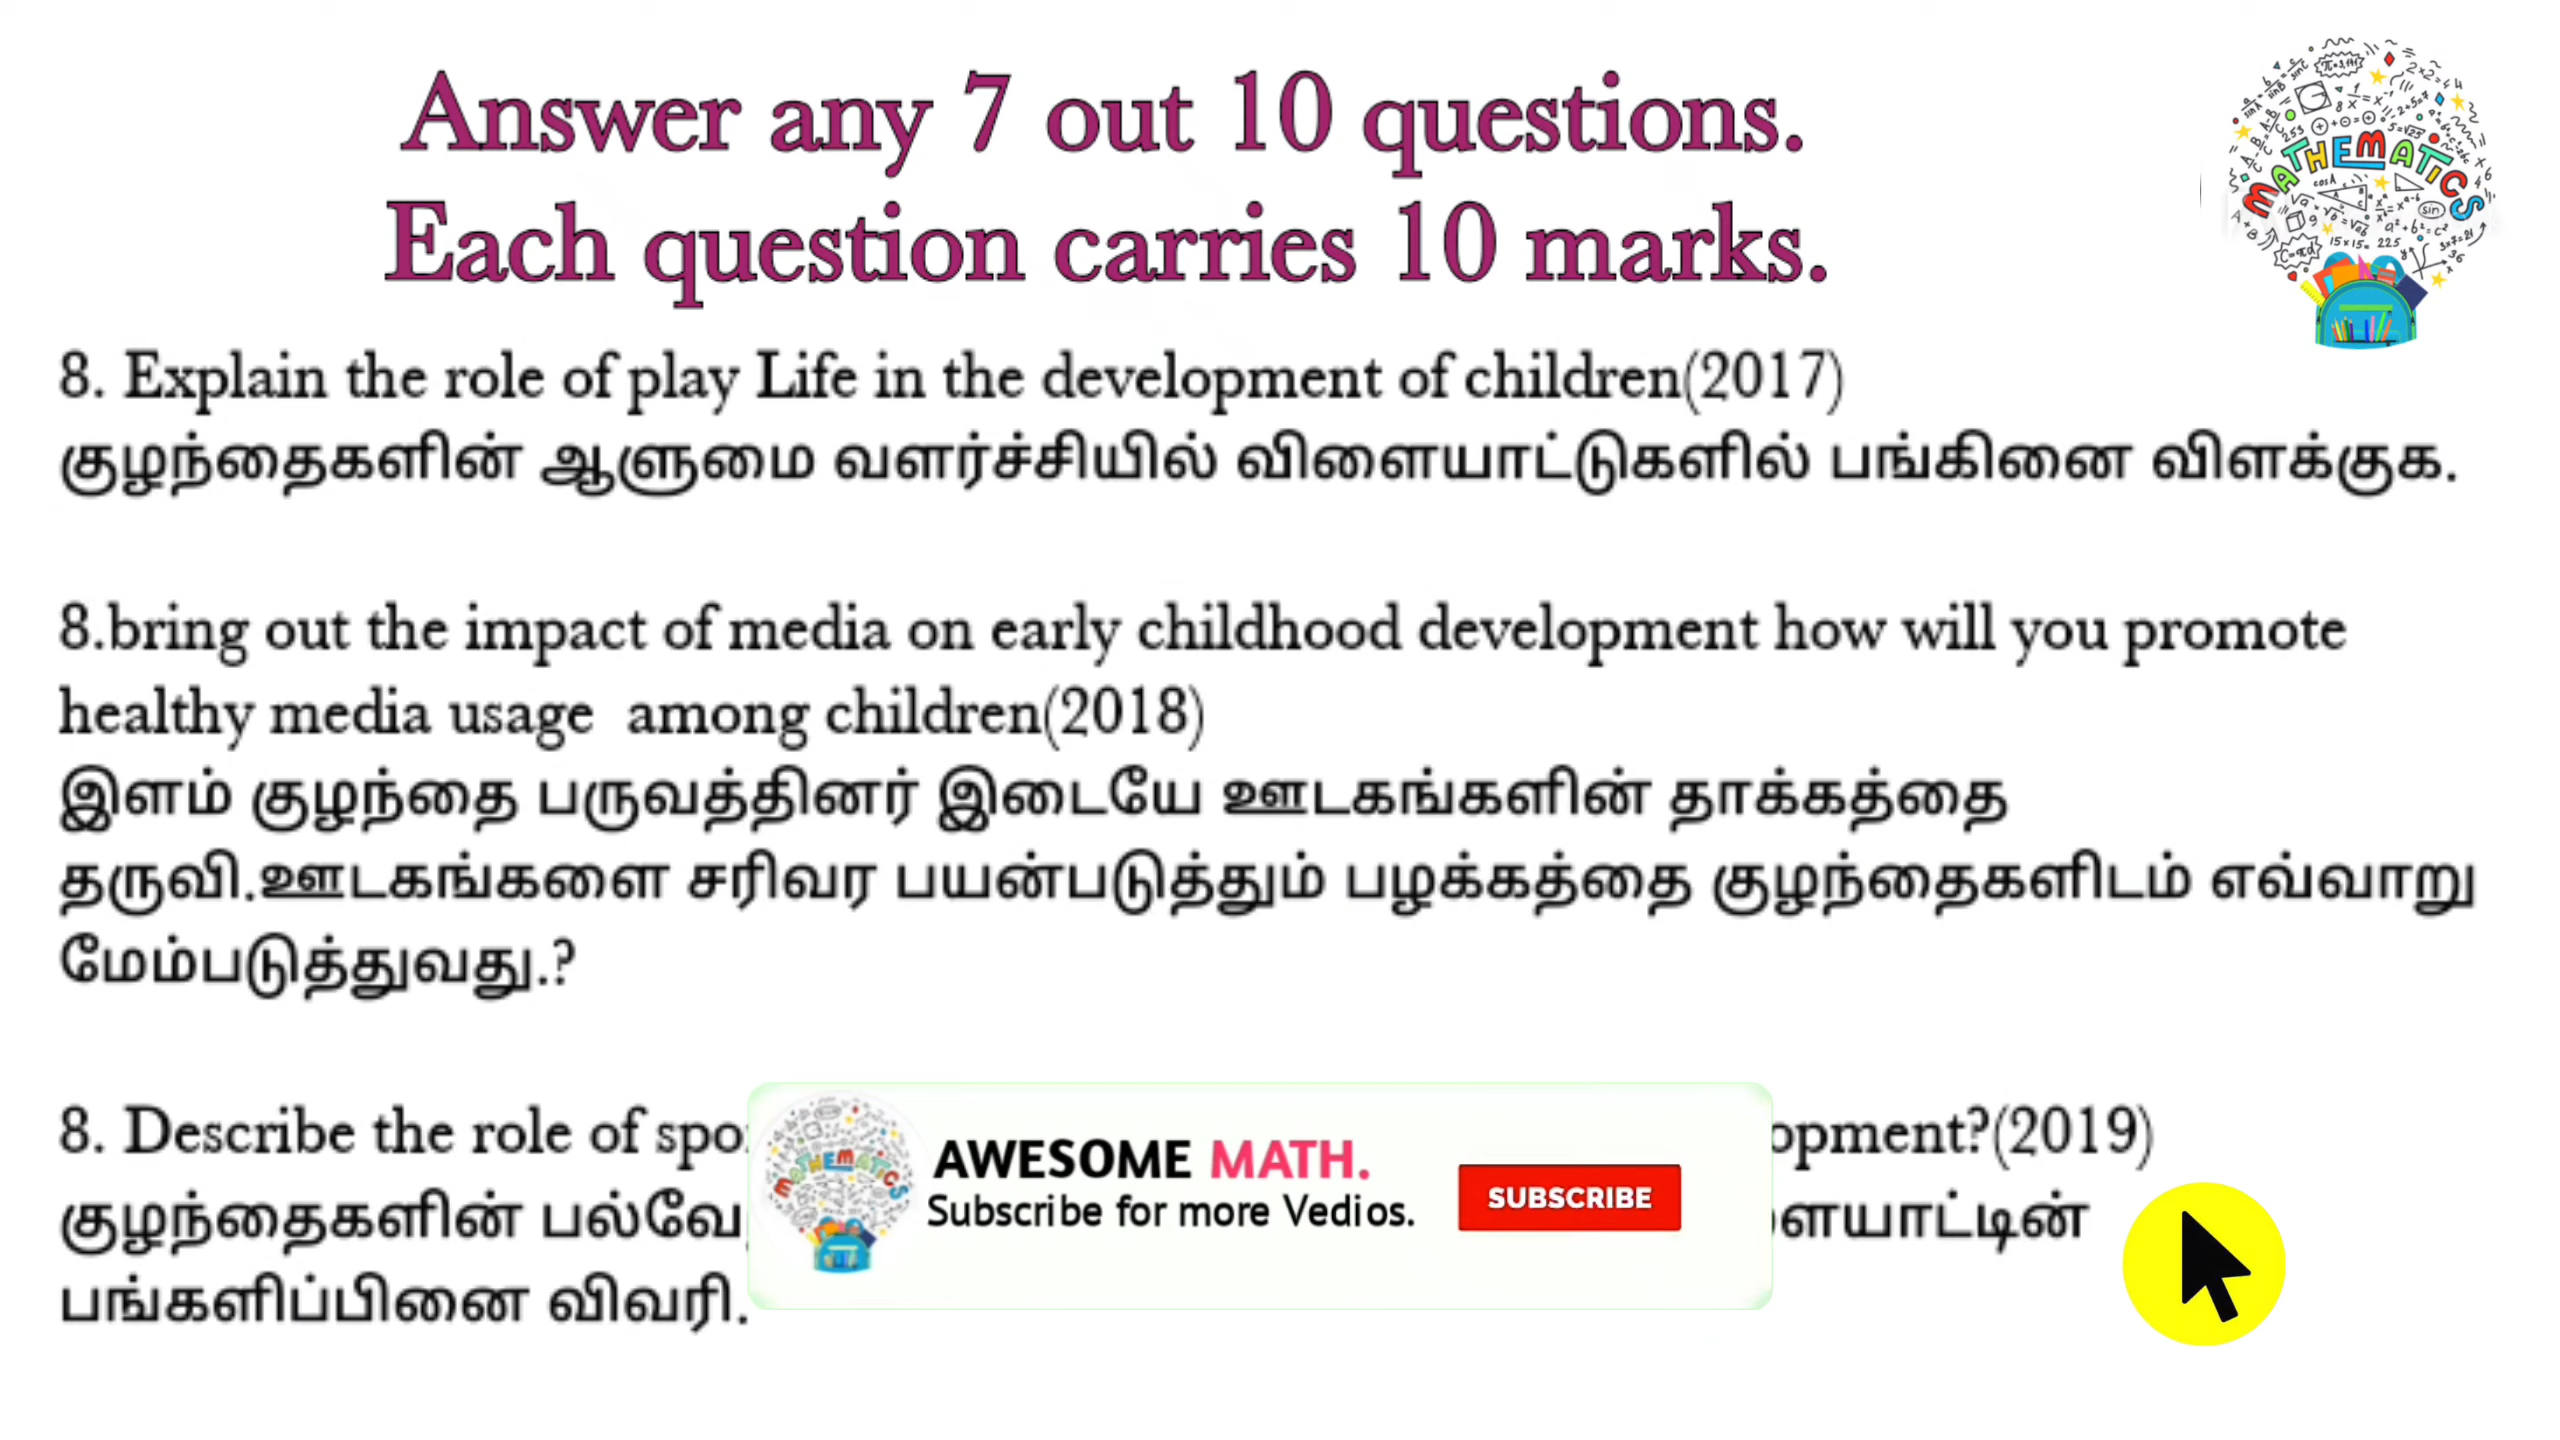 Answer any 7 out 10 questions.
Each question carries 10 marks.
MATHEMATICS
8. Explain the role of play Life in the development of children(2017)
குழந்தைகளின் ஆளுமை வளர்ச்சியில் விளையாட்டுகளில் பங்கினை விளக்குக.
8.bring out the impact of media on early childhood development how will you promote
healthy media usage among children(2018)
இளம் குழந்தை பருவத்தினர் இடையே ஊடகங்களின் தாக்கத்தை
தருவி.ஊடகங்களை சரிவர பயன்படுத்தும் பழக்கத்தை குழந்தைகளிடம் எவ்வாறு
மேம்படுத்துவது.?
8. Describe the role of spo opment?(2019)
குழந்தைகளின் பல்வே ளையாட்டின்
பங்களிப்பினை விவரி.
MATHEMATICS
AWESOME MATH.
Subscribe for more Vedios.
SUBSCRIBE